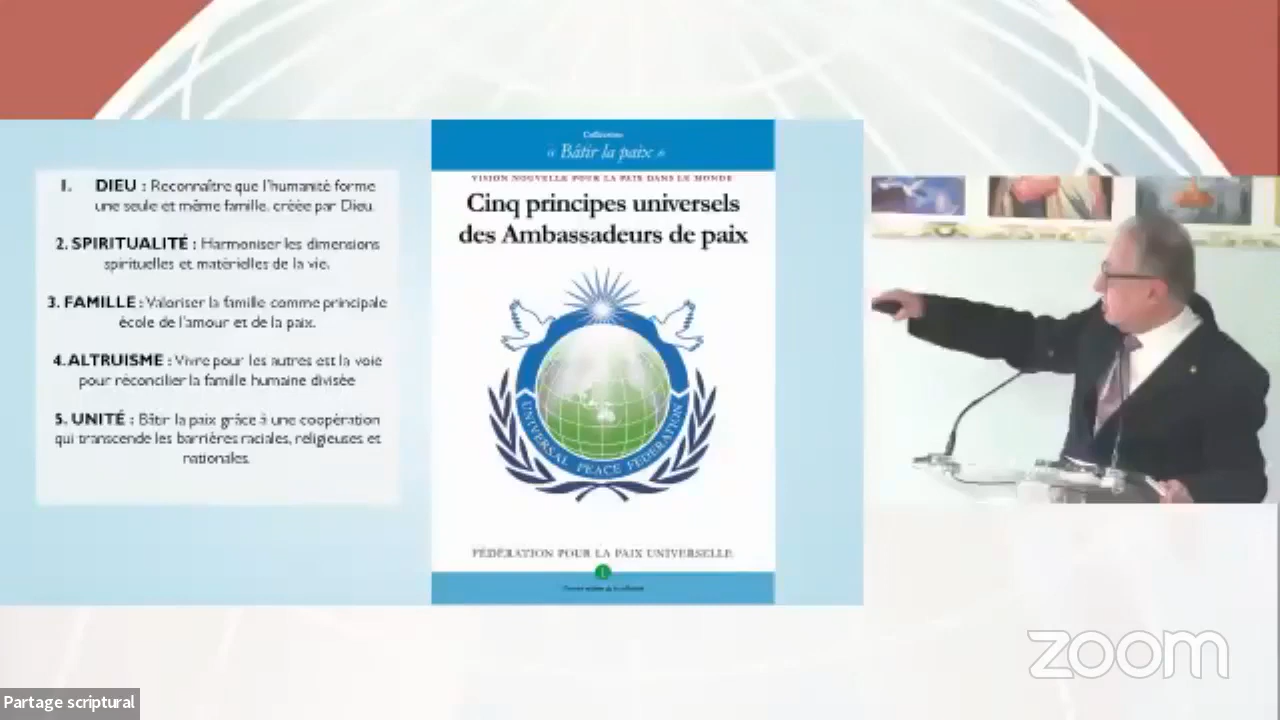 1. DIEU : Reconnaître que l'humanité forme
une seule et même famille, créée par Dieu.
2. SPIRITUALITÉ : Harmoniser les dimensions
spirituelles et matérielles de la vie.
3. FAMILLE : Valoriser la famille comme principale
école de l'amour et de la paix.
4. ALTRUISME : Vivre pour les autres est la voie
pour réconcilier la famille humaine divisée
5. UNITÉ : Bâtir la paix grâce à une coopération
qui transcende les barrières raciales, religieuses et
nationales.
Collection
« Bâtir la paix »
VISION NOUVELLE POUR LA PAIX DANS LE MONDE
Cinq principes universels
des Ambassadeurs de paix
UNIVERSAL PEACE FEDERATION
FÉDÉRATION POUR LA PAIX UNIVERSELLE
1
zoom
Partage scriptural